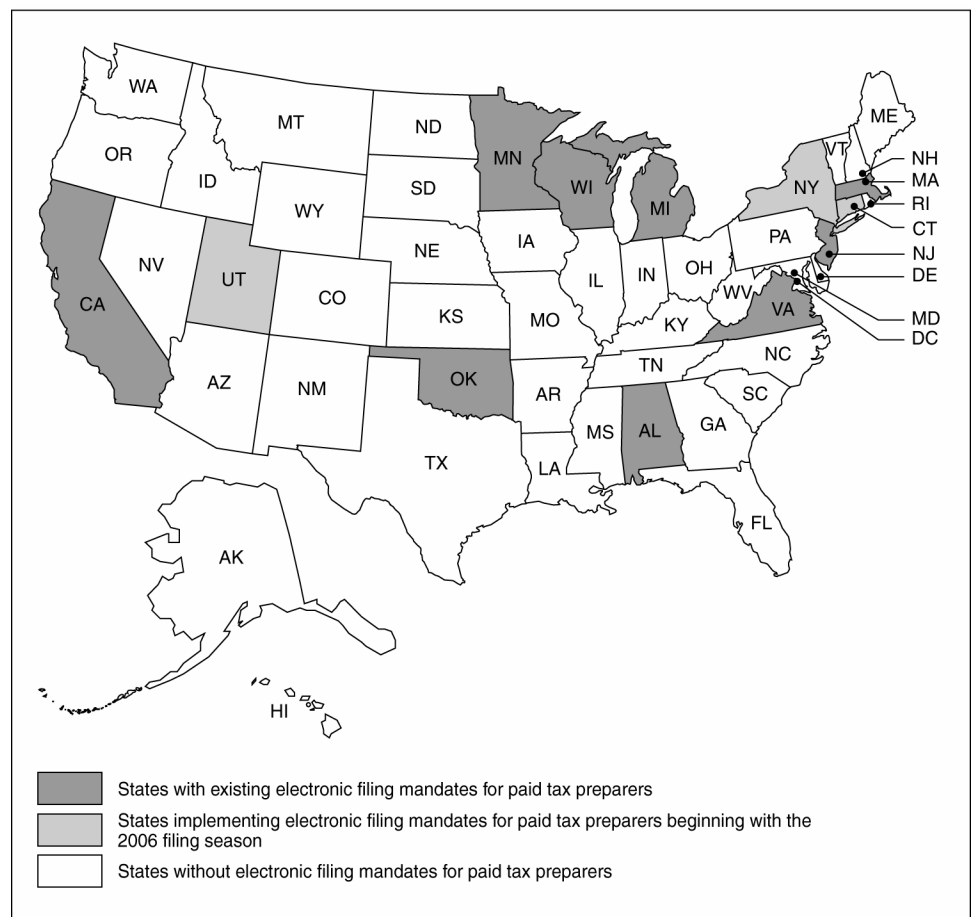 WA
MT
ND
MN
ME
VT
NH
OR
ID
SD
WI
MI
NY
MA
RI
WY
CT
IA
PA
NE
NJ
NV
UT
IL
IN
OH
DE
CA
CO
WV
VA
KS
MO
KY
MD
DC
AZ
NM
OK
AR
TN
NC
SC
MS
AL
GA
TX
LA
FL
AK
HI
States with existing electronic filing mandates for paid tax preparers
States implementing electronic filing mandates for paid tax preparers beginning with the
2006 filing season
States without electronic filing mandates for paid tax preparers